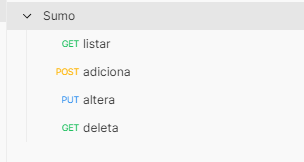 Sumo
GET listar
POST adiciona
PUT altera
GET deleta